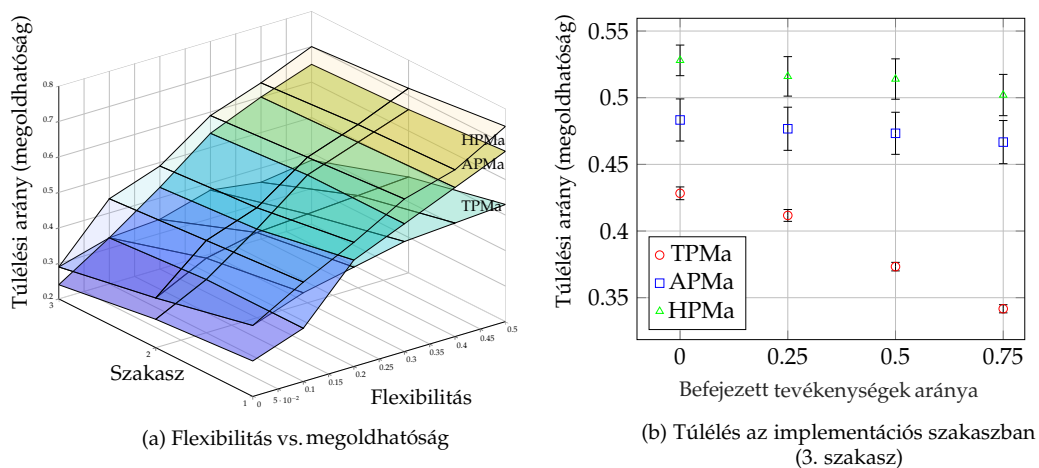 Túlélési arány (megoldhatóság)
0.8
0.7
0.6
0.5
0.4
0.3
0.2
3
2
1
Szakasz
0
5 · 10⁻²
0.1
0.15
0.2
0.25
0.3
0.35
0.4
0.45
0.5
Flexibilitás
HPMa
APMa
TPMa
(a) Flexibilitás vs. megoldhatóság
Túlélési arány (megoldhatóság)
0.55
0.5
0.45
0.4
0.35
TPMa
APMa
HPMa
0
0.25
0.5
0.75
Befejezett tevékenységek aránya
(b) Túlélés az implementációs szakaszban
(3. szakasz)